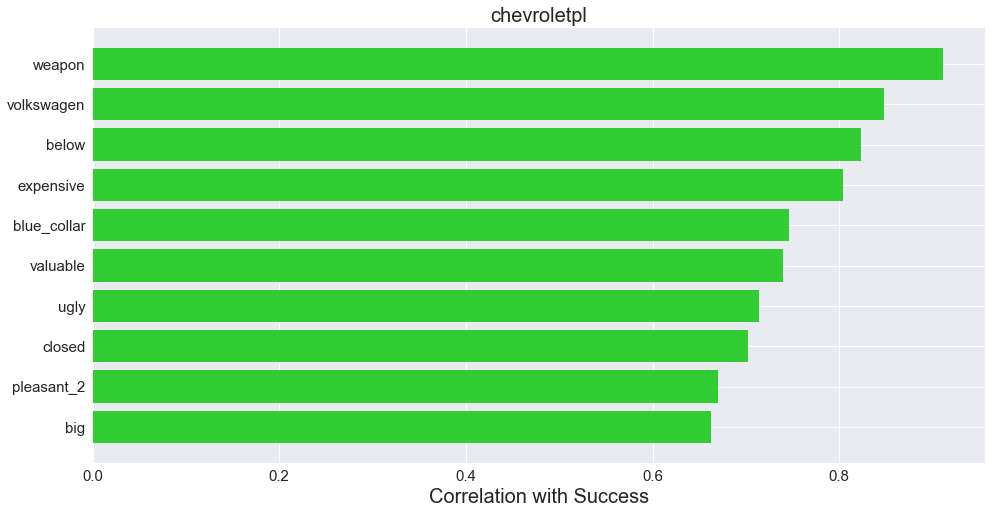 chevroletpl
weapon
volkswagen
below
expensive
blue_collar
valuable
ugly
closed
pleasant_2
big
0.0 0.2 0.4 0.6 0.8
Correlation with Success